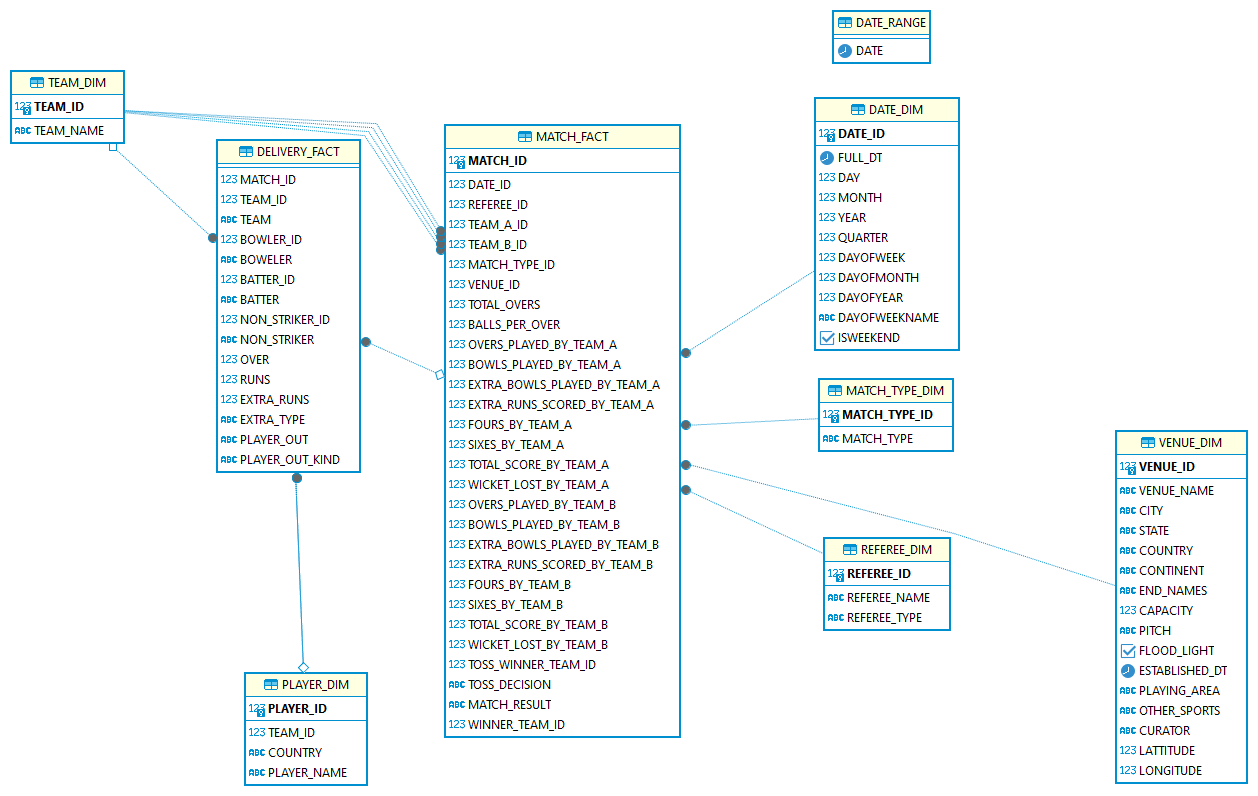 DATE_RANGE
DATE
TEAM_DIM
123 TEAM_ID
ABC TEAM_NAME
DELIVERY_FACT
123 MATCH_ID
123 TEAM_ID
ABC TEAM
123 BOWLER_ID
ABC BOWELER
123 BATTER_ID
ABC BATTER
123 NON_STRIKER_ID
ABC NON_STRIKER
123 OVER
123 RUNS
123 EXTRA_RUNS
ABC EXTRA_TYPE
ABC PLAYER_OUT
ABC PLAYER_OUT_KIND
MATCH_FACT
123 MATCH_ID
123 DATE_ID
123 REFEREE_ID
123 TEAM_A_ID
123 TEAM_B_ID
123 MATCH_TYPE_ID
123 VENUE_ID
123 TOTAL_OVERS
123 BALLS_PER_OVER
123 OVERS_PLAYED_BY_TEAM_A
123 BOWLS_PLAYED_BY_TEAM_A
123 EXTRA_BOWLS_PLAYED_BY_TEAM_A
123 EXTRA_RUNS_SCORED_BY_TEAM_A
123 FOURS_BY_TEAM_A
123 SIXES_BY_TEAM_A
123 TOTAL_SCORE_BY_TEAM_A
123 WICKET_LOST_BY_TEAM_A
123 OVERS_PLAYED_BY_TEAM_B
123 BOWLS_PLAYED_BY_TEAM_B
123 EXTRA_BOWLS_PLAYED_BY_TEAM_B
123 EXTRA_RUNS_SCORED_BY_TEAM_B
123 FOURS_BY_TEAM_B
123 SIXES_BY_TEAM_B
123 TOTAL_SCORE_BY_TEAM_B
123 WICKET_LOST_BY_TEAM_B
123 TOSS_WINNER_TEAM_ID
ABC TOSS_DECISION
ABC MATCH_RESULT
123 WINNER_TEAM_ID
DATE_DIM
123 DATE_ID
FULL_DT
123 DAY
123 MONTH
123 YEAR
123 QUARTER
123 DAYOFWEEK
123 DAYOFMONTH
123 DAYOFYEAR
ABC DAYOFWEEKNAME
ISWEEKEND
MATCH_TYPE_DIM
123 MATCH_TYPE_ID
ABC MATCH_TYPE
REFEREE_DIM
123 REFEREE_ID
ABC REFEREE_NAME
ABC REFEREE_TYPE
VENUE_DIM
123 VENUE_ID
ABC VENUE_NAME
ABC CITY
ABC STATE
ABC COUNTRY
ABC CONTINENT
ABC END_NAMES
123 CAPACITY
ABC PITCH
FLOOD_LIGHT
ESTABLISHED_DT
ABC PLAYING_AREA
ABC OTHER_SPORTS
ABC CURATOR
123 LATTITUDE
123 LONGITUDE
PLAYER_DIM
123 PLAYER_ID
123 TEAM_ID
ABC COUNTRY
ABC PLAYER_NAME